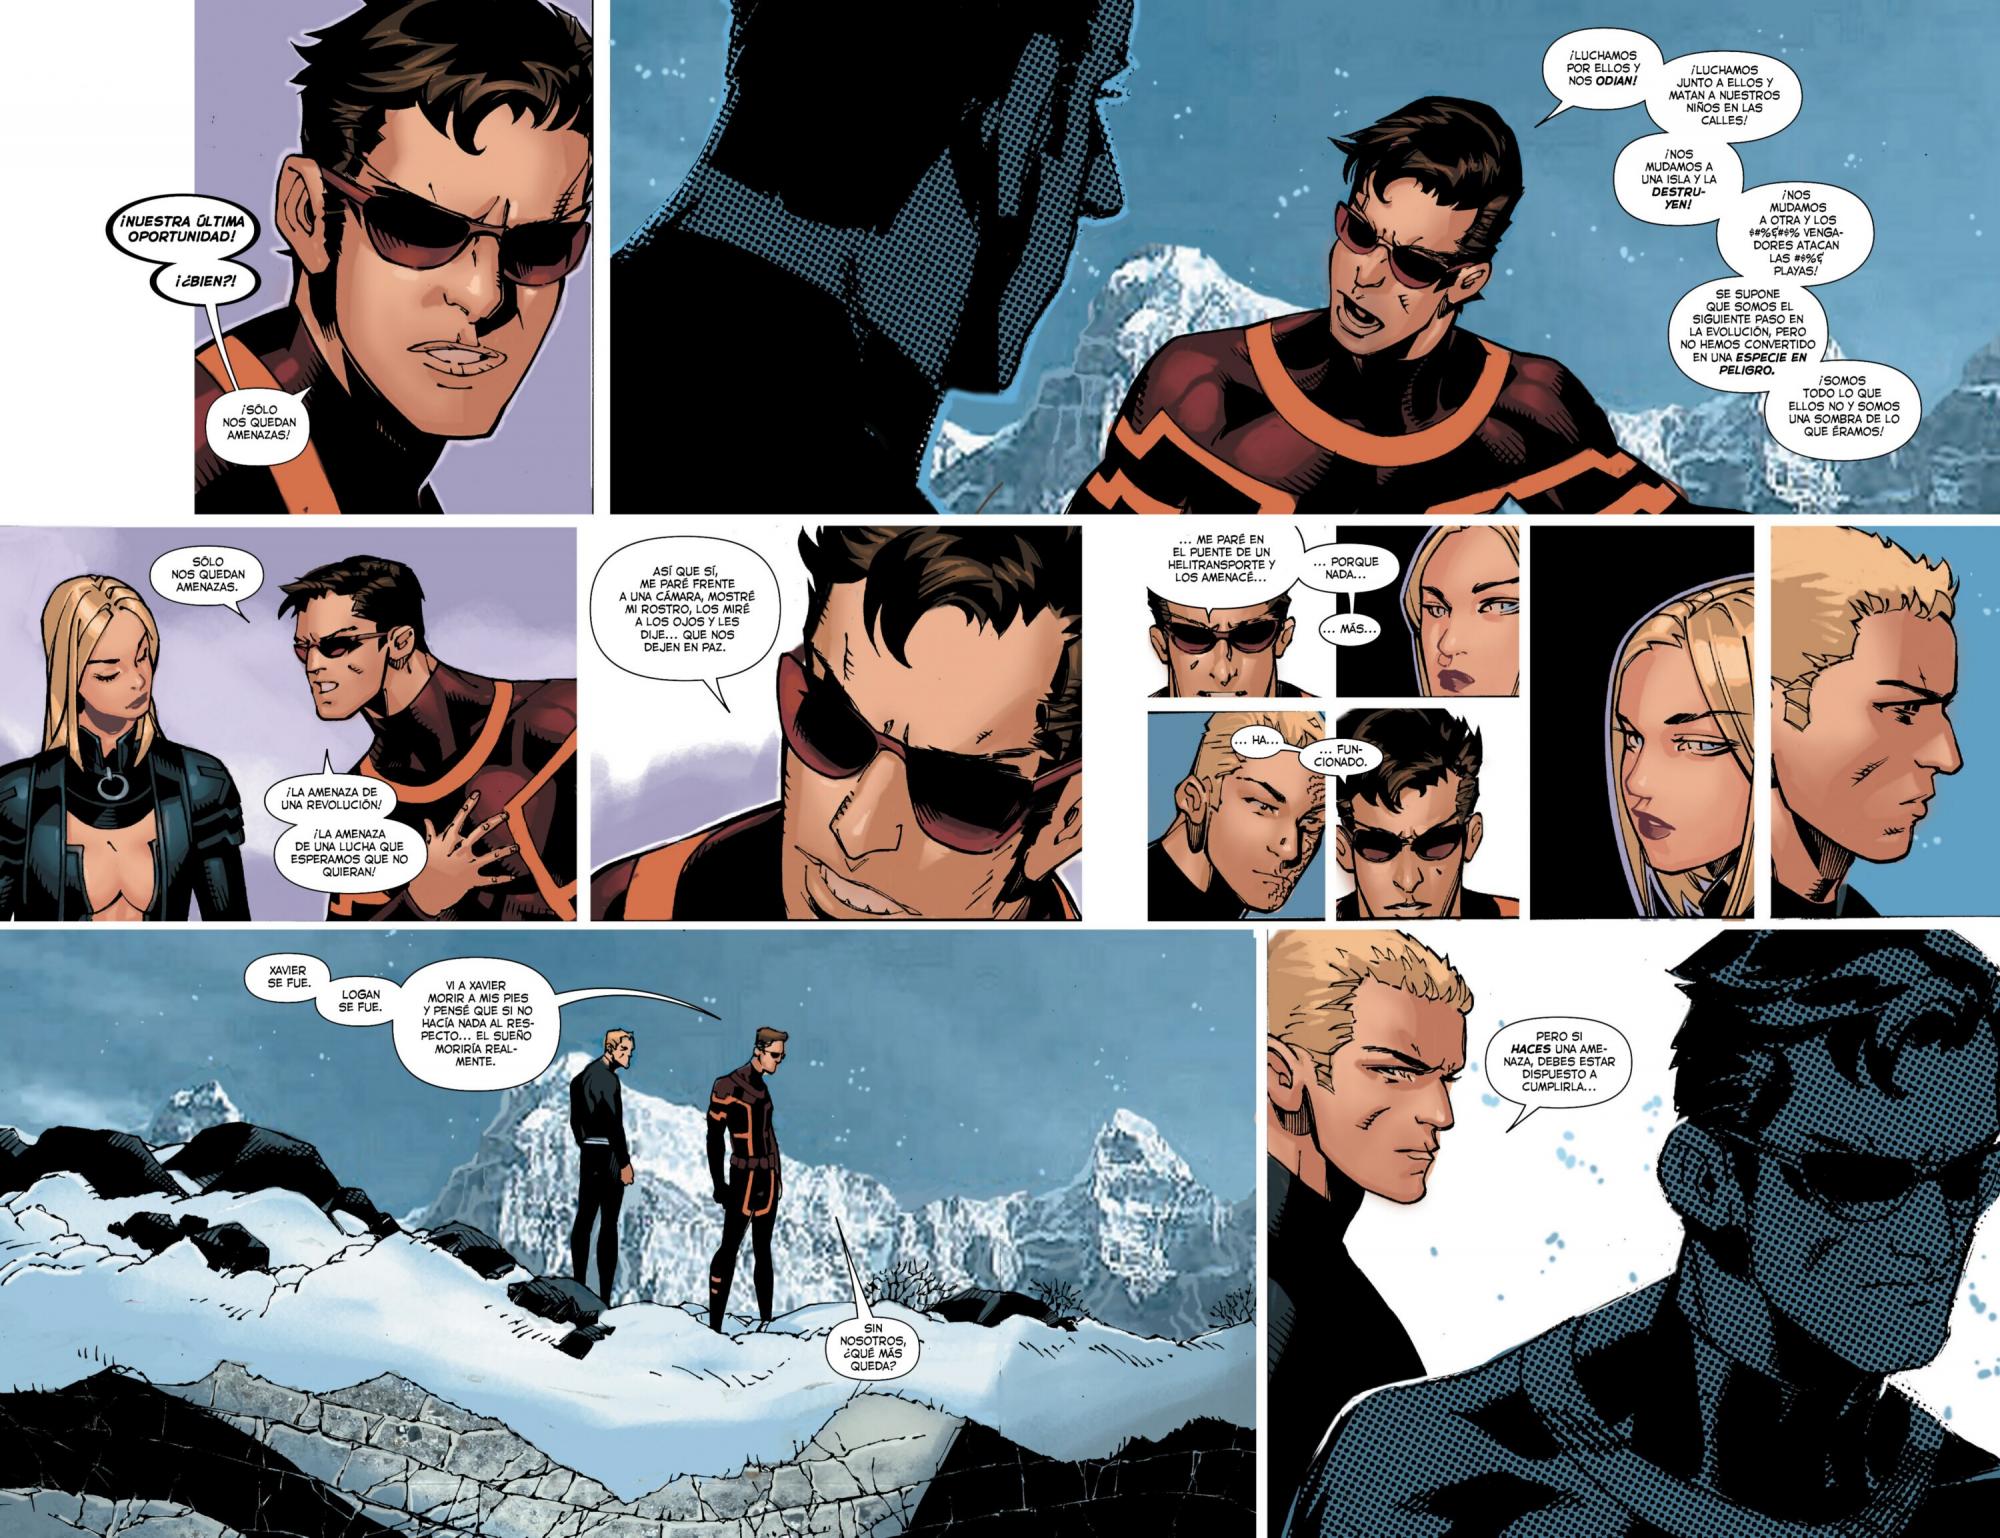 ¡NUESTRA ÚLTIMA
OPORTUNIDAD!
¡¿BIEN?!
¡SÓLO
NOS QUEDAN
AMENAZAS!
¡LUCHAMOS
POR ELLOS Y
NOS ODIAN!
¡LUCHAMOS
JUNTO A ELLOS Y
MATAN A NUESTROS
NIÑOS EN LAS
CALLES!
¡NOS
MUDAMOS A
UNA ISLA Y LA
DESTRU-
YEN!
¡NOS
MUDAMOS
A OTRA Y LOS
$#%&#$% VENGA-
DORES ATACAN
LAS #$%&
PLAYAS!
SE SUPONE
QUE SOMOS EL
SIGUIENTE PASO EN
LA EVOLUCIÓN, PERO
NO HEMOS CONVERTIDO
EN UNA ESPECIE EN
PELIGRO.
¡SOMOS
TODO LO QUE
ELLOS NO Y SOMOS
UNA SOMBRA DE LO
QUE ÉRAMOS!
SÓLO
NOS QUEDAN
AMENAZAS.
¡LA AMENAZA DE
UNA REVOLUCIÓN!
¡LA AMENAZA
DE UNA LUCHA QUE
ESPERAMOS QUE NO
QUIERAN!
ASÍ QUE SÍ,
ME PARÉ FRENTE
A UNA CÁMARA, MOSTRÉ
MI ROSTRO, LOS MIRÉ
A LOS OJOS Y LES
DIJE... QUE NOS
DEJEN EN PAZ.
... ME PARÉ EN
EL PUENTE DE UN
HELITRANSPORTE Y
LOS AMENACÉ...
... PORQUE
NADA...
... MÁS...
... HA...
... FUN-
CIONADO.
XAVIER
SE FUE.
LOGAN
SE FUE.
VI A XAVIER
MORIR A MIS PIES
Y PENSÉ QUE SI NO
HACÍA NADA AL RES-
PECTO... EL SUEÑO
MORIRÍA REAL-
MENTE.
SIN
NOSOTROS,
¿QUÉ MÁS
QUEDA?
PERO SI
HACES UNA AME-
NAZA, DEBES ESTAR
DISPUESTO A
CUMPLIRLA...